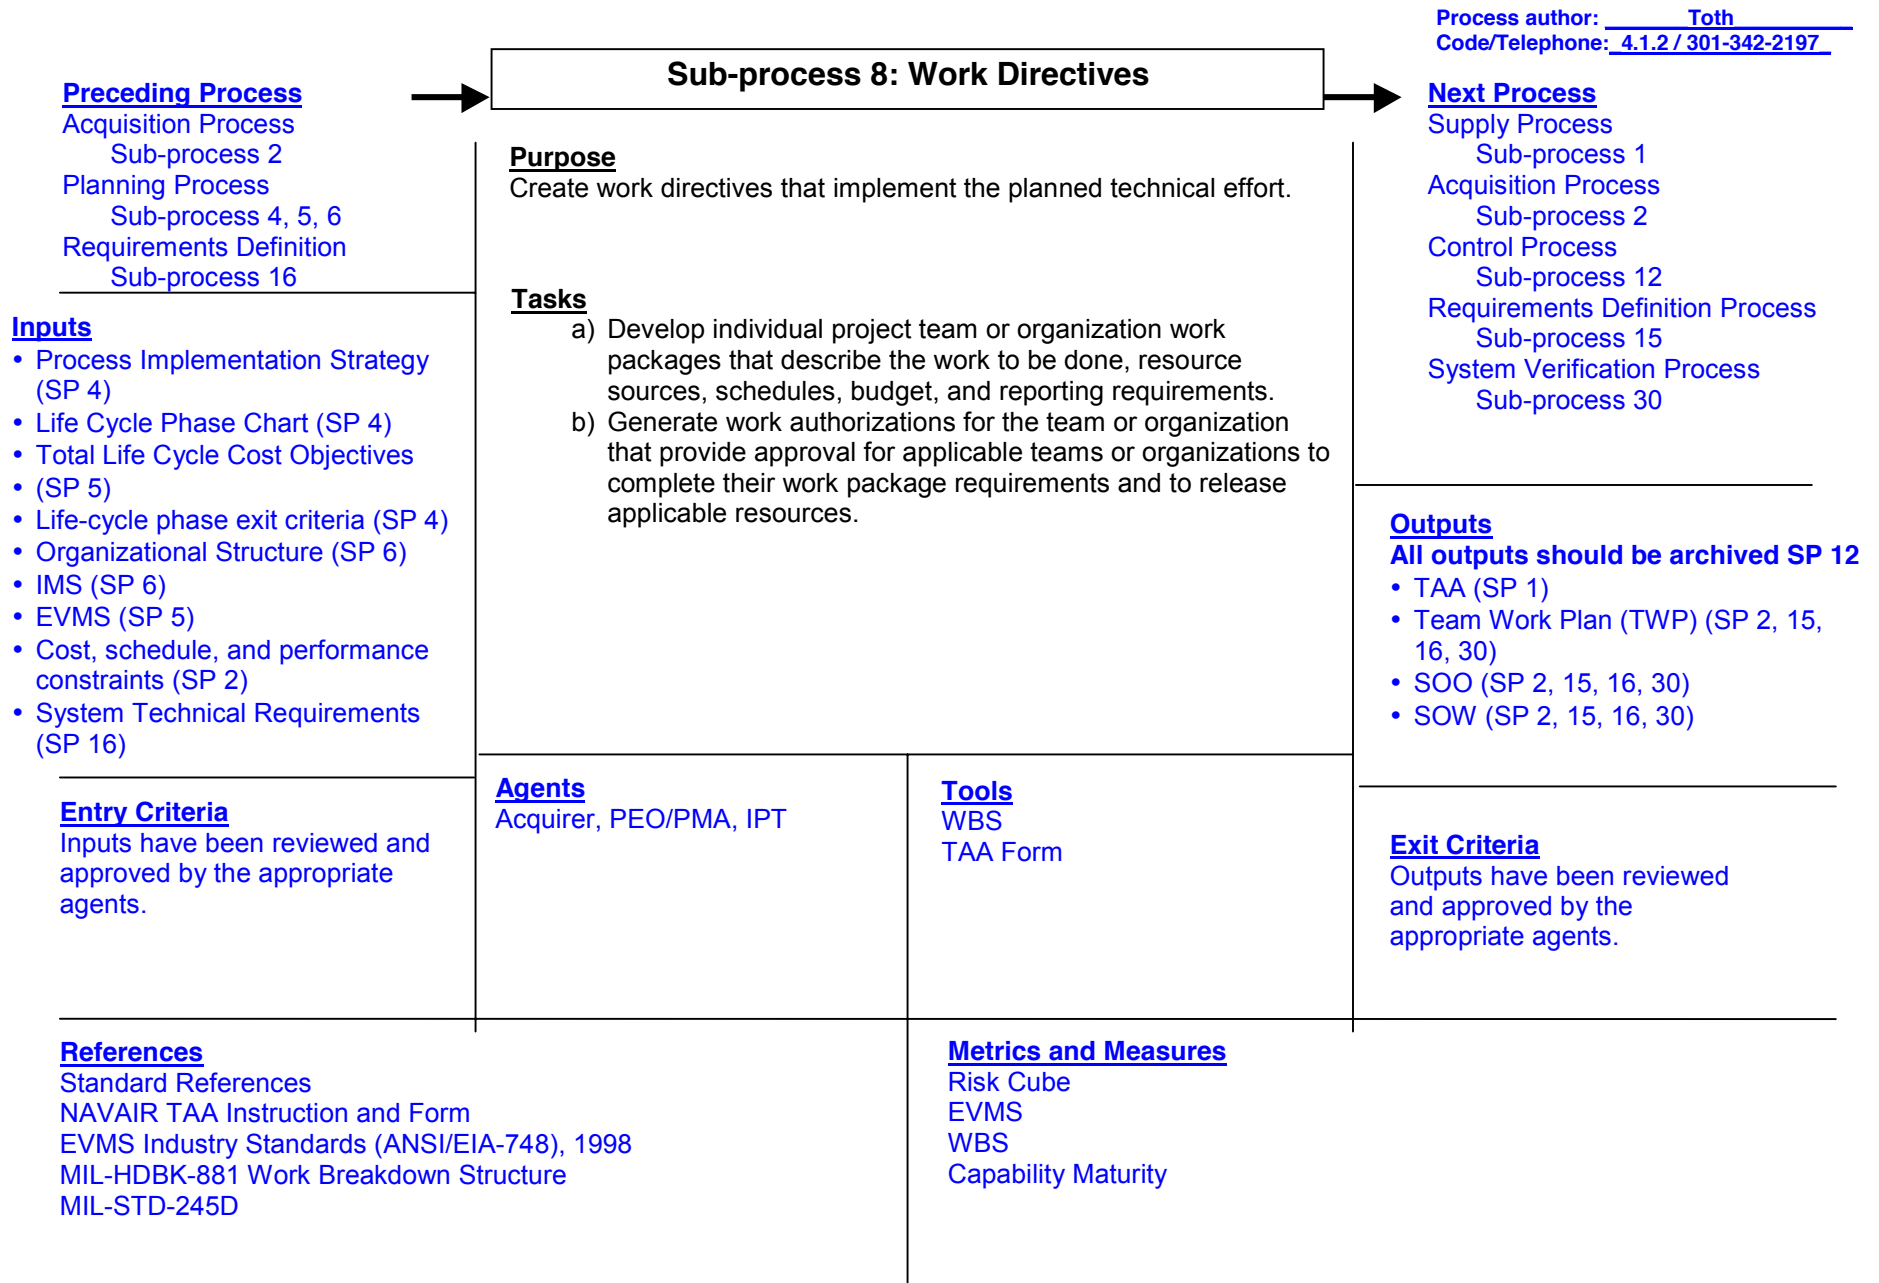 Process author: Toth
Code/Telephone: 4.1.2 / 301-342-2197
Sub-process 8: Work Directives
Preceding Process
Acquisition Process
Sub-process 2
Planning Process
Sub-process 4, 5, 6
Requirements Definition
Sub-process 16
Inputs
• Process Implementation Strategy
(SP 4)
• Life Cycle Phase Chart (SP 4)
• Total Life Cycle Cost Objectives
• (SP 5)
• Life-cycle phase exit criteria (SP 4)
• Organizational Structure (SP 6)
• IMS (SP 6)
• EVMS (SP 5)
• Cost, schedule, and performance
constraints (SP 2)
• System Technical Requirements
(SP 16)
Entry Criteria
Inputs have been reviewed and
approved by the appropriate
agents.
Purpose
Create work directives that implement the planned technical effort.
Tasks
a) Develop individual project team or organization work
packages that describe the work to be done, resource
sources, schedules, budget, and reporting requirements.
b) Generate work authorizations for the team or organization
that provide approval for applicable teams or organizations to
complete their work package requirements and to release
applicable resources.
Agents
Acquirer, PEO/PMA, IPT
Tools
WBS
TAA Form
Next Process
Supply Process
Sub-process 1
Acquisition Process
Sub-process 2
Control Process
Sub-process 12
Requirements Definition Process
Sub-process 15
System Verification Process
Sub-process 30
Outputs
All outputs should be archived SP 12
• TAA (SP 1)
• Team Work Plan (TWP) (SP 2, 15,
16, 30)
• SOO (SP 2, 15, 16, 30)
• SOW (SP 2, 15, 16, 30)
Exit Criteria
Outputs have been reviewed
and approved by the
appropriate agents.
References
Standard References
NAVAIR TAA Instruction and Form
EVMS Industry Standards (ANSI/EIA-748), 1998
MIL-HDBK-881 Work Breakdown Structure
MIL-STD-245D
Metrics and Measures
Risk Cube
EVMS
WBS
Capability Maturity